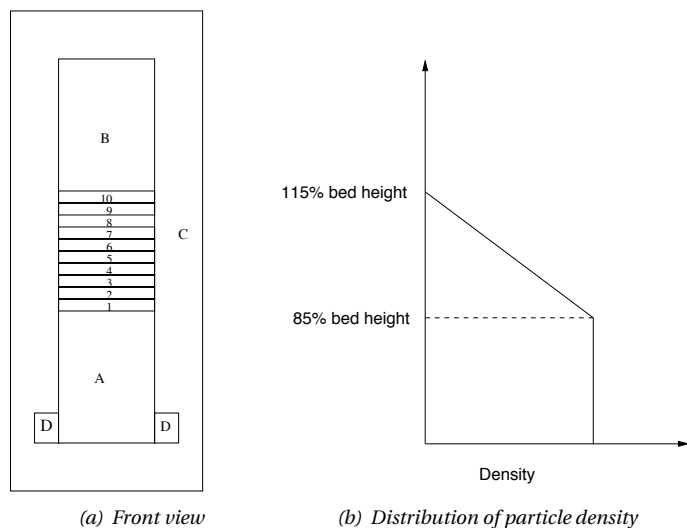 B
10
9
8
7
6
5
4
3
2
1
C
A
D
D
115% bed height
85% bed height
Density
(a) Front view
(b) Distribution of particle density